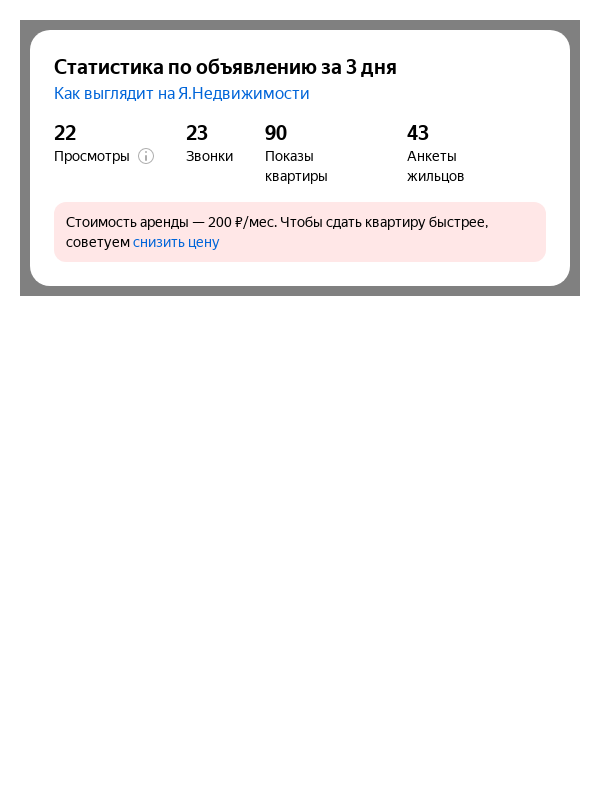 Статистика по объявлению за 3 дня
Как выглядит на Я.Недвижимости
22 23 90 43
Просмотры Звонки Показы Анкеты
квартиры жильцов
Стоимость аренды — 200 ₽/мес. Чтобы сдать квартиру быстрее,
советуем снизить цену